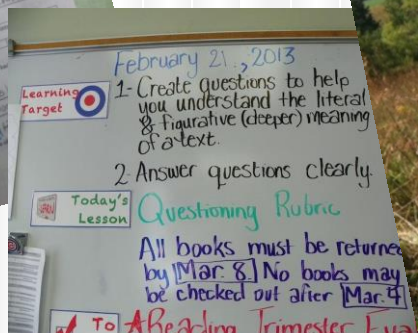 February 21., 2013
Learning Target
1- Create questions to help
you understand the literal
& figurative (deeper) meaning
of a text.
2- Answer questions clearly.
Today's Lesson
Questioning Rubric
All books must be returne
by Mar. 8. No books may
be checked out after Mar. 4
To
Reading Trimester